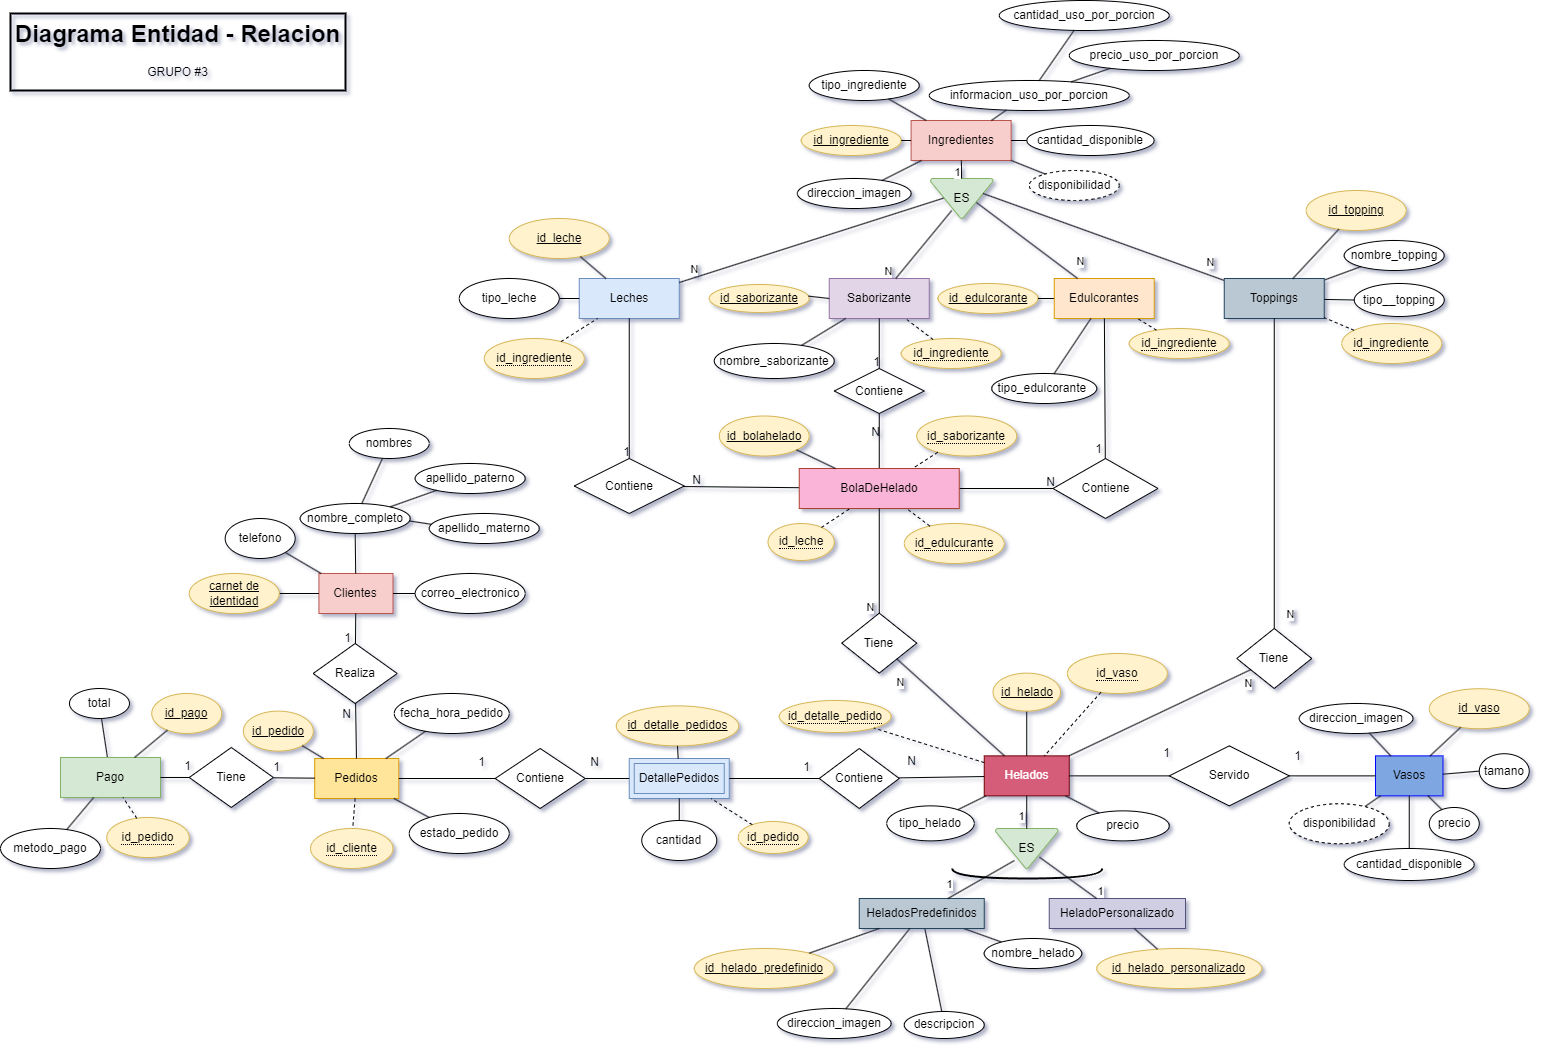 Diagrama Entidad - Relacion
GRUPO #3
cantidad_uso_por_porcion
precio_uso_por_porcion
tipo_ingrediente
informacion_uso_por_porcion
id_ingrediente
Ingredientes
cantidad_disponible
direccion_imagen
1
disponibilidad
ES
id_leche
id_topping
nombre_topping
N
N
N
N
tipo_leche
Leches
id_saborizante
Saborizante
id_edulcorante
Edulcorantes
Toppings
tipo__topping
id_ingrediente
nombre_saborizante
id_ingrediente
id_ingrediente
id_ingrediente
1
tipo_edulcorante
Contiene
nombres
id_bolahelado
N
id_saborizante
1
1
apellido_paterno
Contiene
N
BolaDeHelado
N
Contiene
nombre_completo
apellido_materno
telefono
id_leche
id_edulcurante
carnet de
identidad
Clientes
correo_electronico
N
N
1
Tiene
Tiene
Realiza
id_vaso
N
N
id_helado
total
id_pago
N
id_pedido
fecha_hora_pedido
id_detalle_pedidos
id_detalle_pedido
direccion_imagen
id_vaso
Pago
1
Tiene
1
Pedidos
1
Contiene
N
DetallePedidos
1
Contiene
N
Helados
1
Servido
1
Vasos
tamano
metodo_pago
id_pedido
id_cliente
estado_pedido
cantidad
id_pedido
tipo_helado
1
precio
disponibilidad
precio
ES
cantidad_disponible
1
1
HeladosPredefinidos
HeladoPersonalizado
nombre_helado
id_helado_predefinido
id_helado_personalizado
direccion_imagen
descripcion